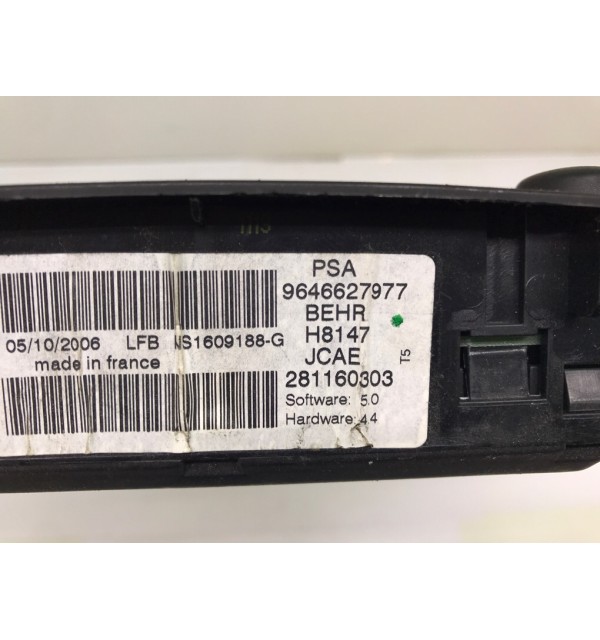 PSA
9646627977
BEHR
H8147
JCAE
281160303
Software: 5.0
Hardware: 4.4
T5
05/10/2006 LFB NS1609188-G
made in france